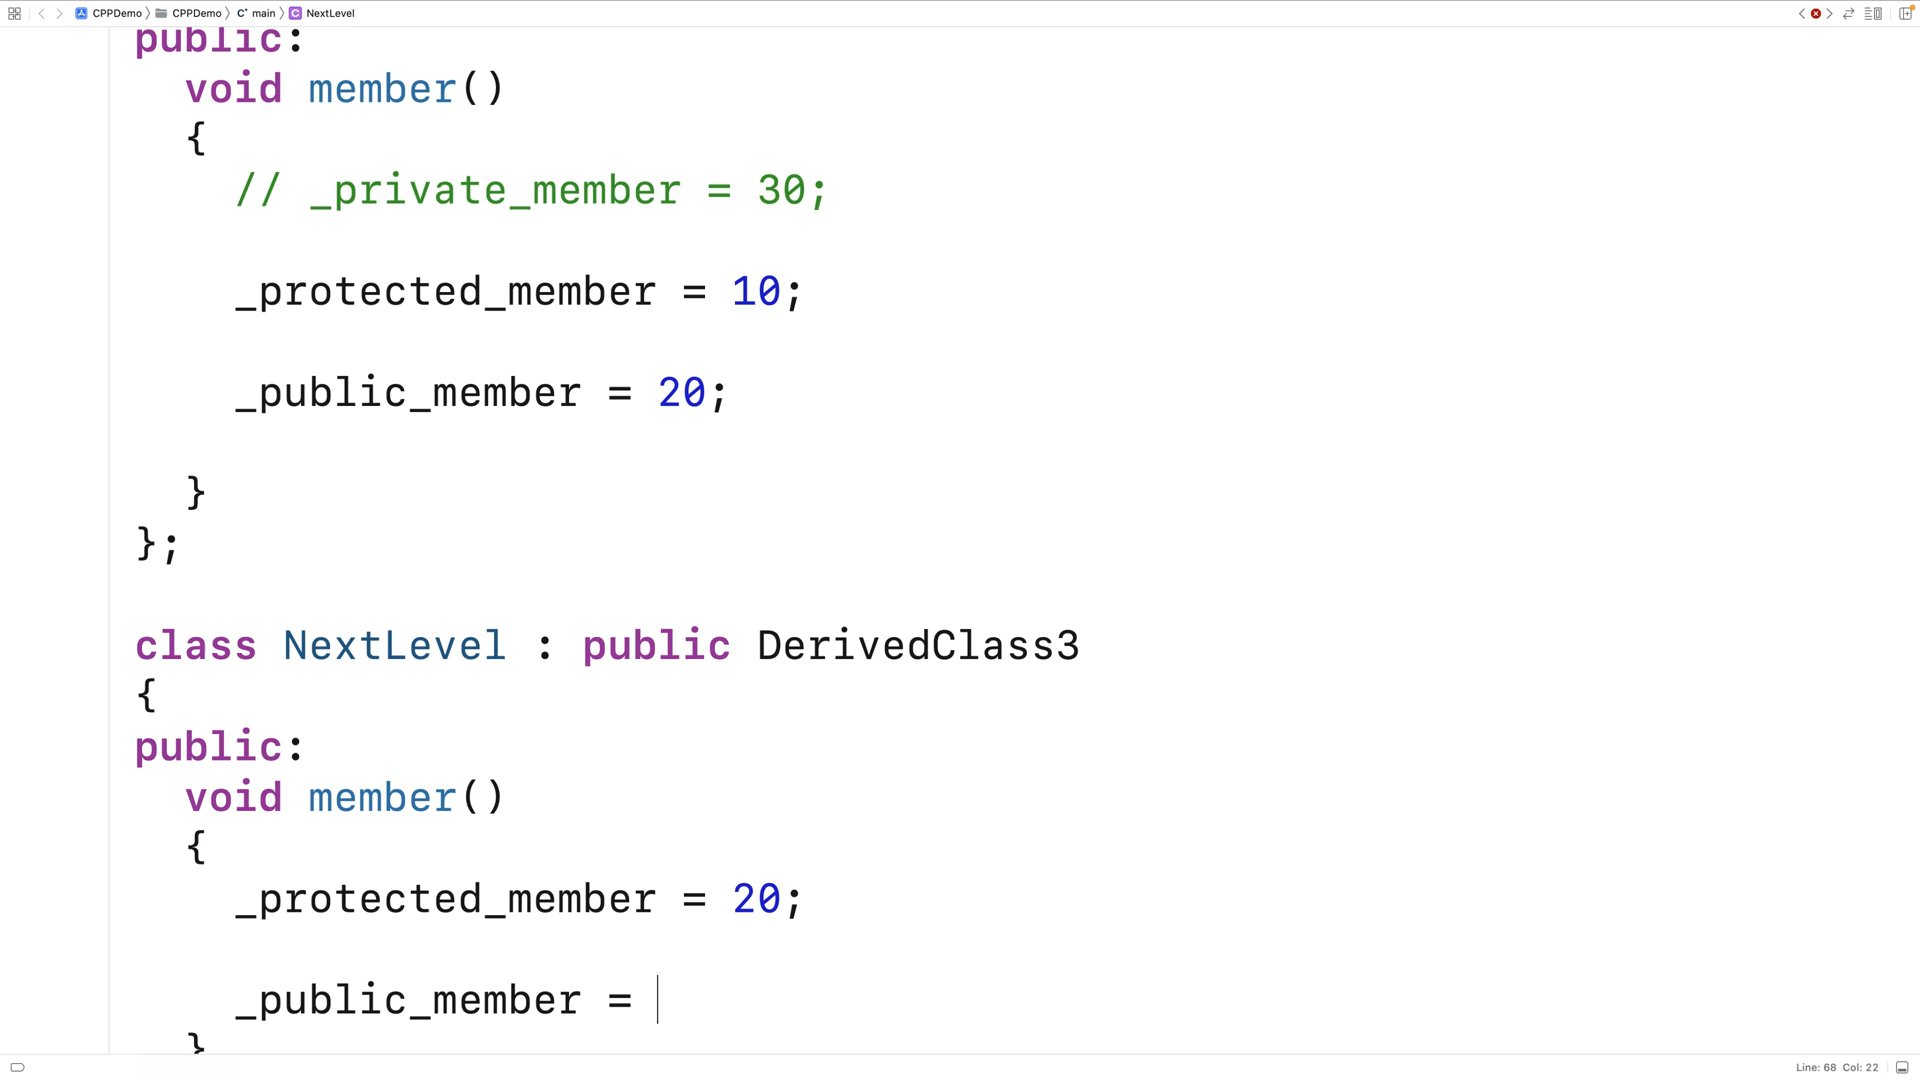 CPPDemo CPPDemo main NextLevel
public:
void member()
{
// _private_member = 30;
_protected_member = 10;
_public_member = 20;
}
};
class NextLevel : public DerivedClass3
{
public:
void member()
{
_protected_member = 20;
_public_member =
}
Line: 68 Col: 22